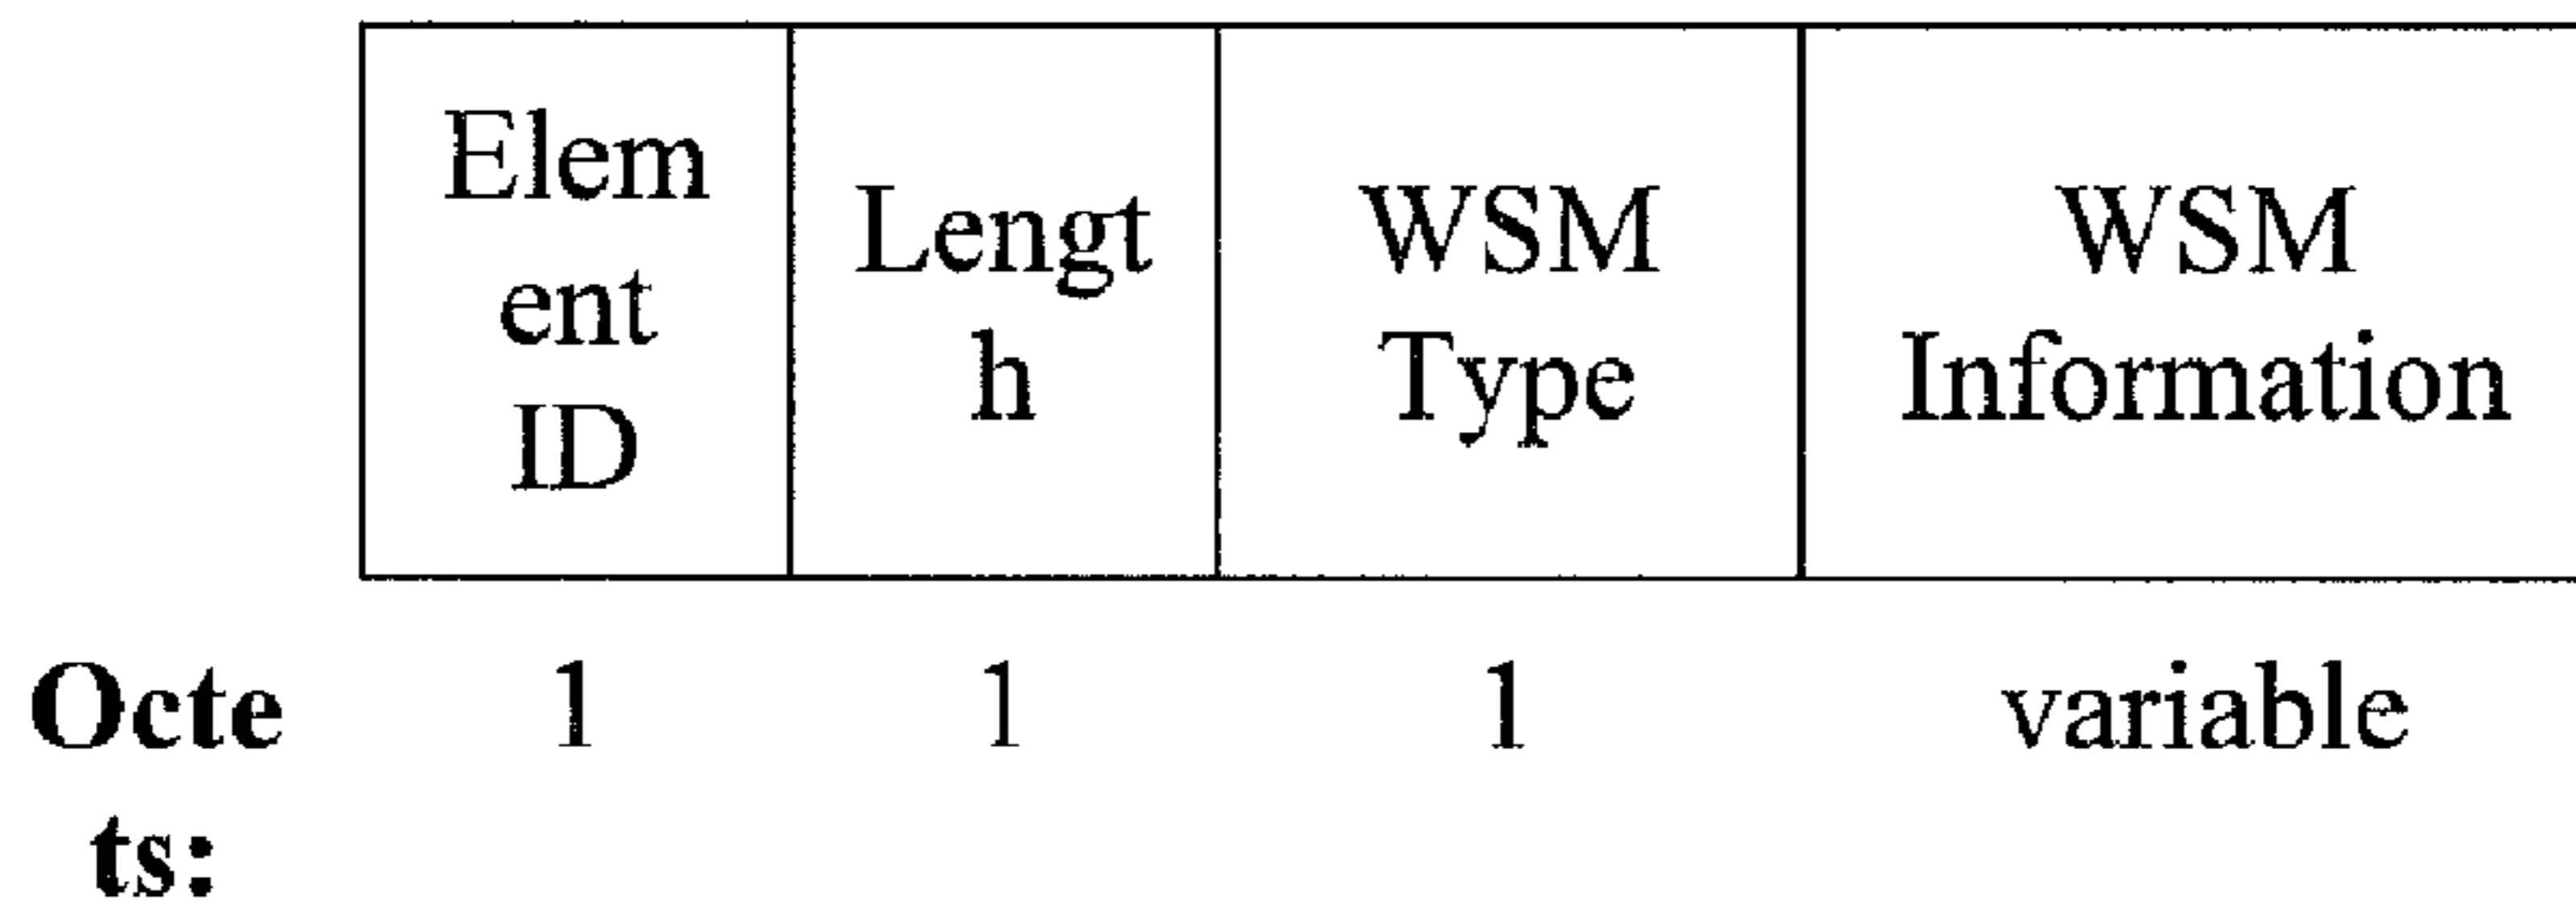 Elem
ent
ID
Lengt
h
WSM
Type
WSM
Information
Octe
ts:
1
1
1
variable